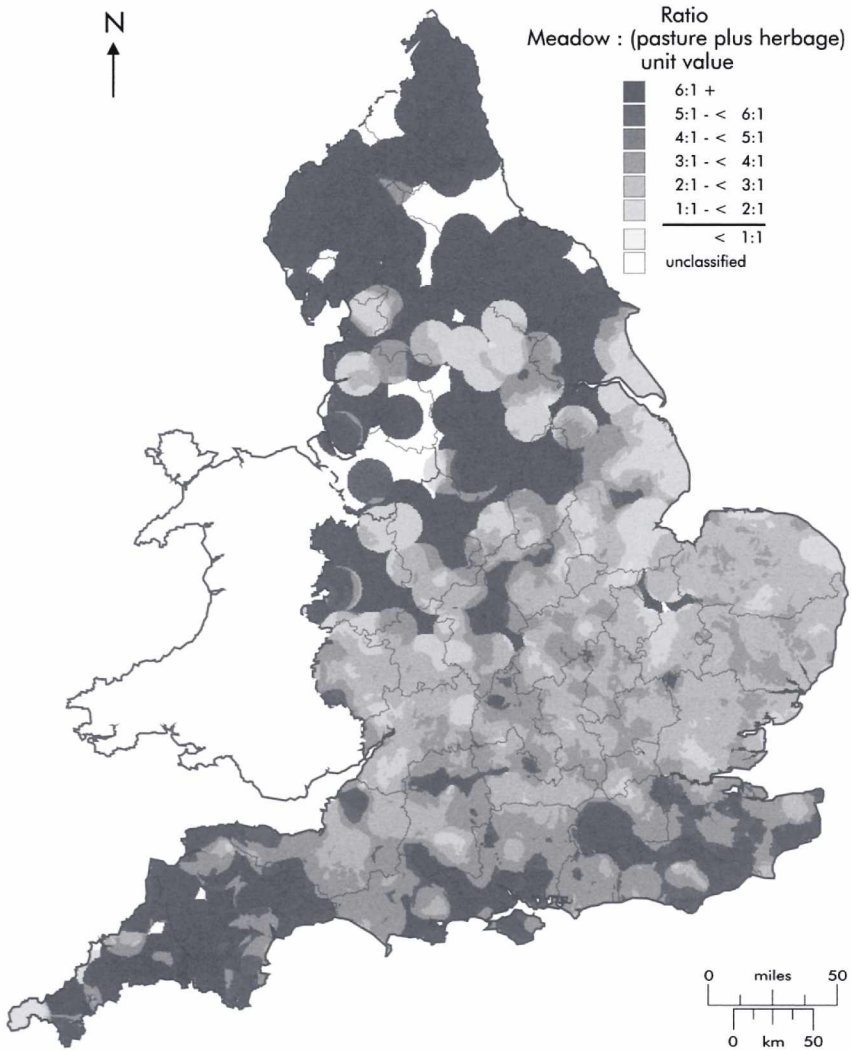 N
Ratio
Meadow : (pasture plus herbage)
unit value
6:1 +
5:1 - < 6:1
4:1 - < 5:1
3:1 - < 4:1
2:1 - < 3:1
1:1 - < 2:1
< 1:1
unclassified
0 miles 50
0 km 50